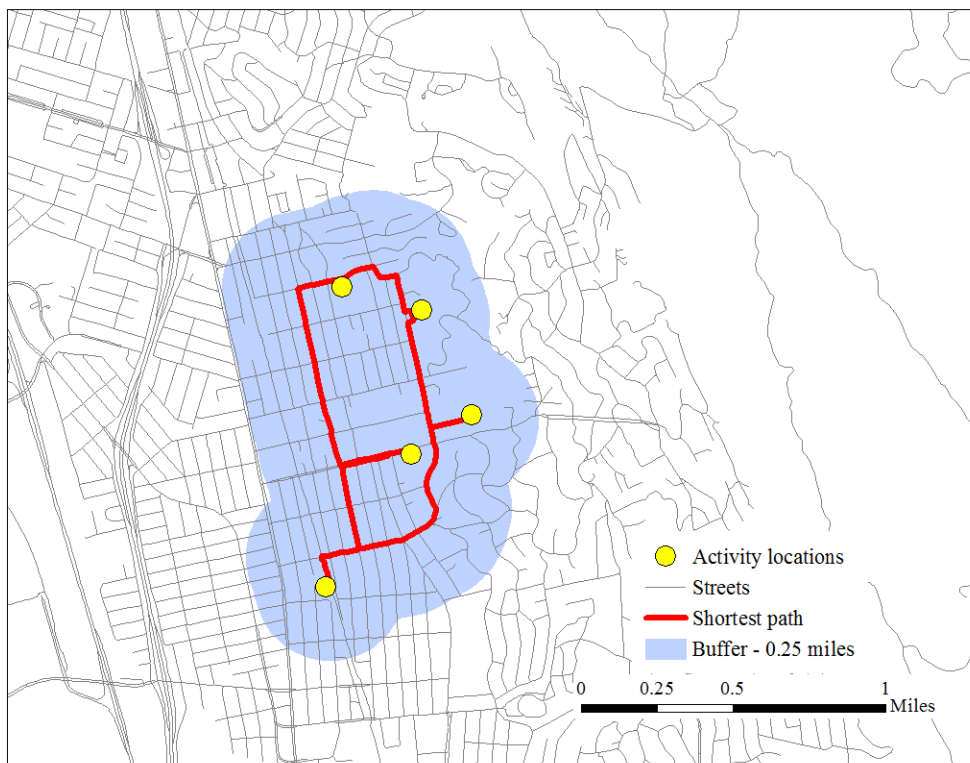 Activity locations
Streets
Shortest path
Buffer - 0.25 miles
0 0.25 0.5 1
Miles